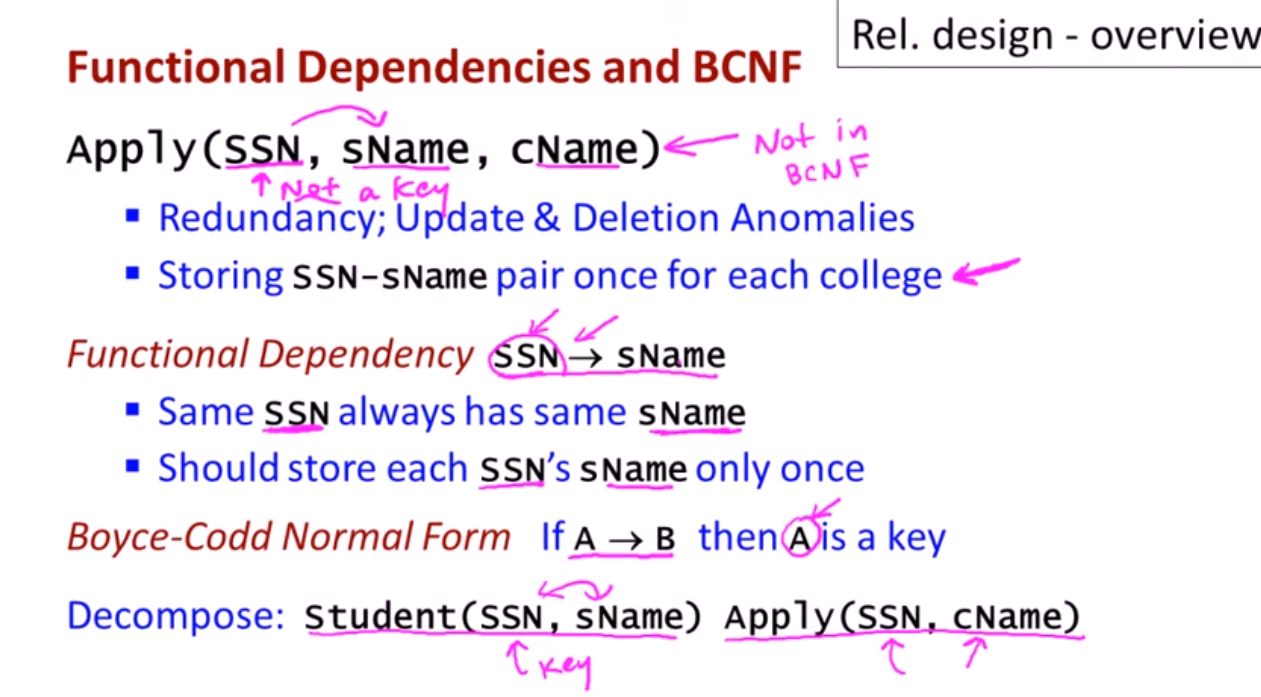 Rel. design - overview
Functional Dependencies and BCNF
Apply(SSN, sName, cName) Not in
BCNF
Not a key
▪ Redundancy; Update & Deletion Anomalies
▪ Storing SSN-sName pair once for each college
Functional Dependency SSN → sName
▪ Same SSN always has same sName
▪ Should store each SSN's sName only once
Boyce-Codd Normal Form If A → B then A is a key
Decompose: Student(SSN, sName) Apply(SSN, cName)
key